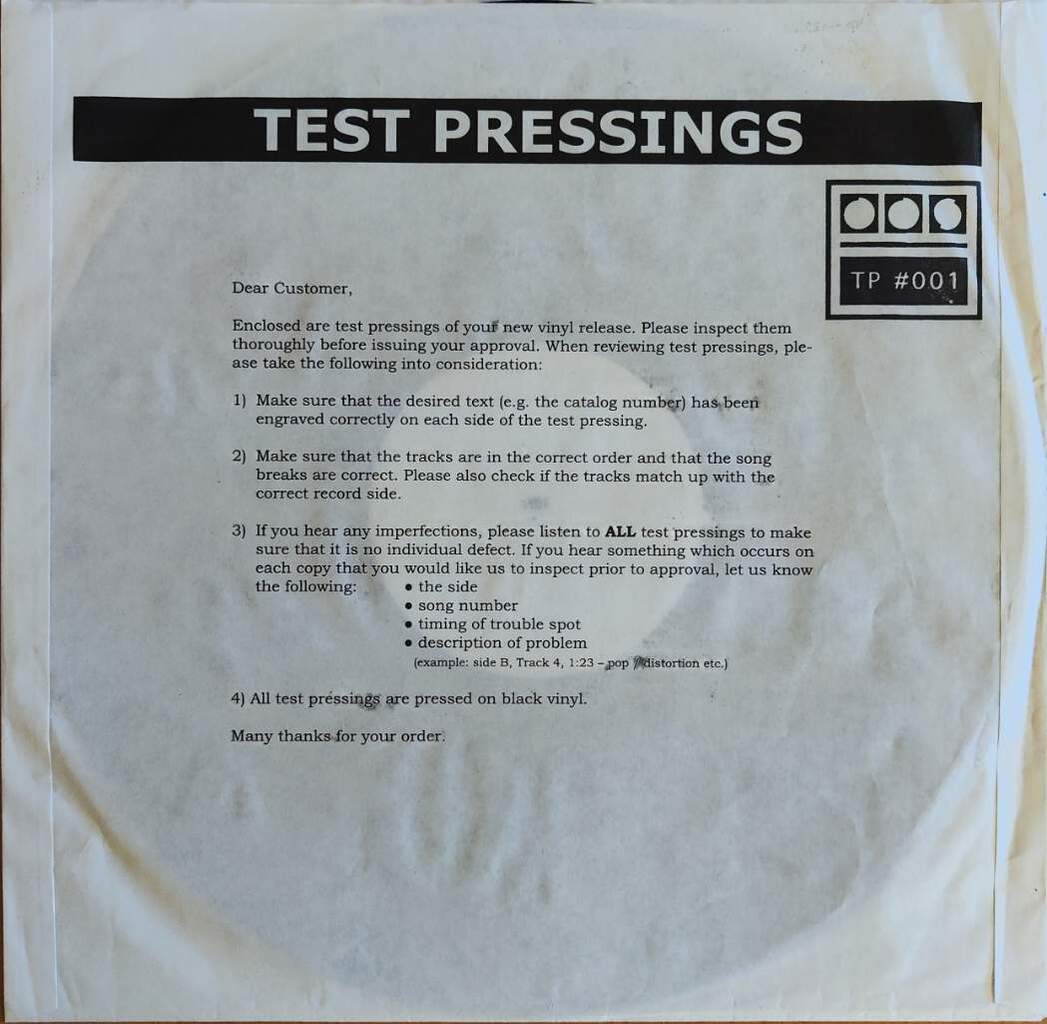 TEST PRESSINGS
TP #001
Dear Customer,
Enclosed are test pressings of your new vinyl release. Please inspect them
thoroughly before issuing your approval. When reviewing test pressings, ple-
ase take the following into consideration:
1) Make sure that the desired text (e.g. the catalog number) has been
engraved correctly on each side of the test pressing.
2) Make sure that the tracks are in the correct order and that the song
breaks are correct. Please also check if the tracks match up with the
correct record side.
3) If you hear any imperfections, please listen to ALL test pressings to make
sure that it is no individual defect. If you hear something which occurs on
each copy that you would like us to inspect prior to approval, let us know
the following: • the side
• song number
• timing of trouble spot
• description of problem
(example: side B, Track 4, 1:23 – pop / distortion etc.)
4) All test pressings are pressed on black vinyl.
Many thanks for your order.